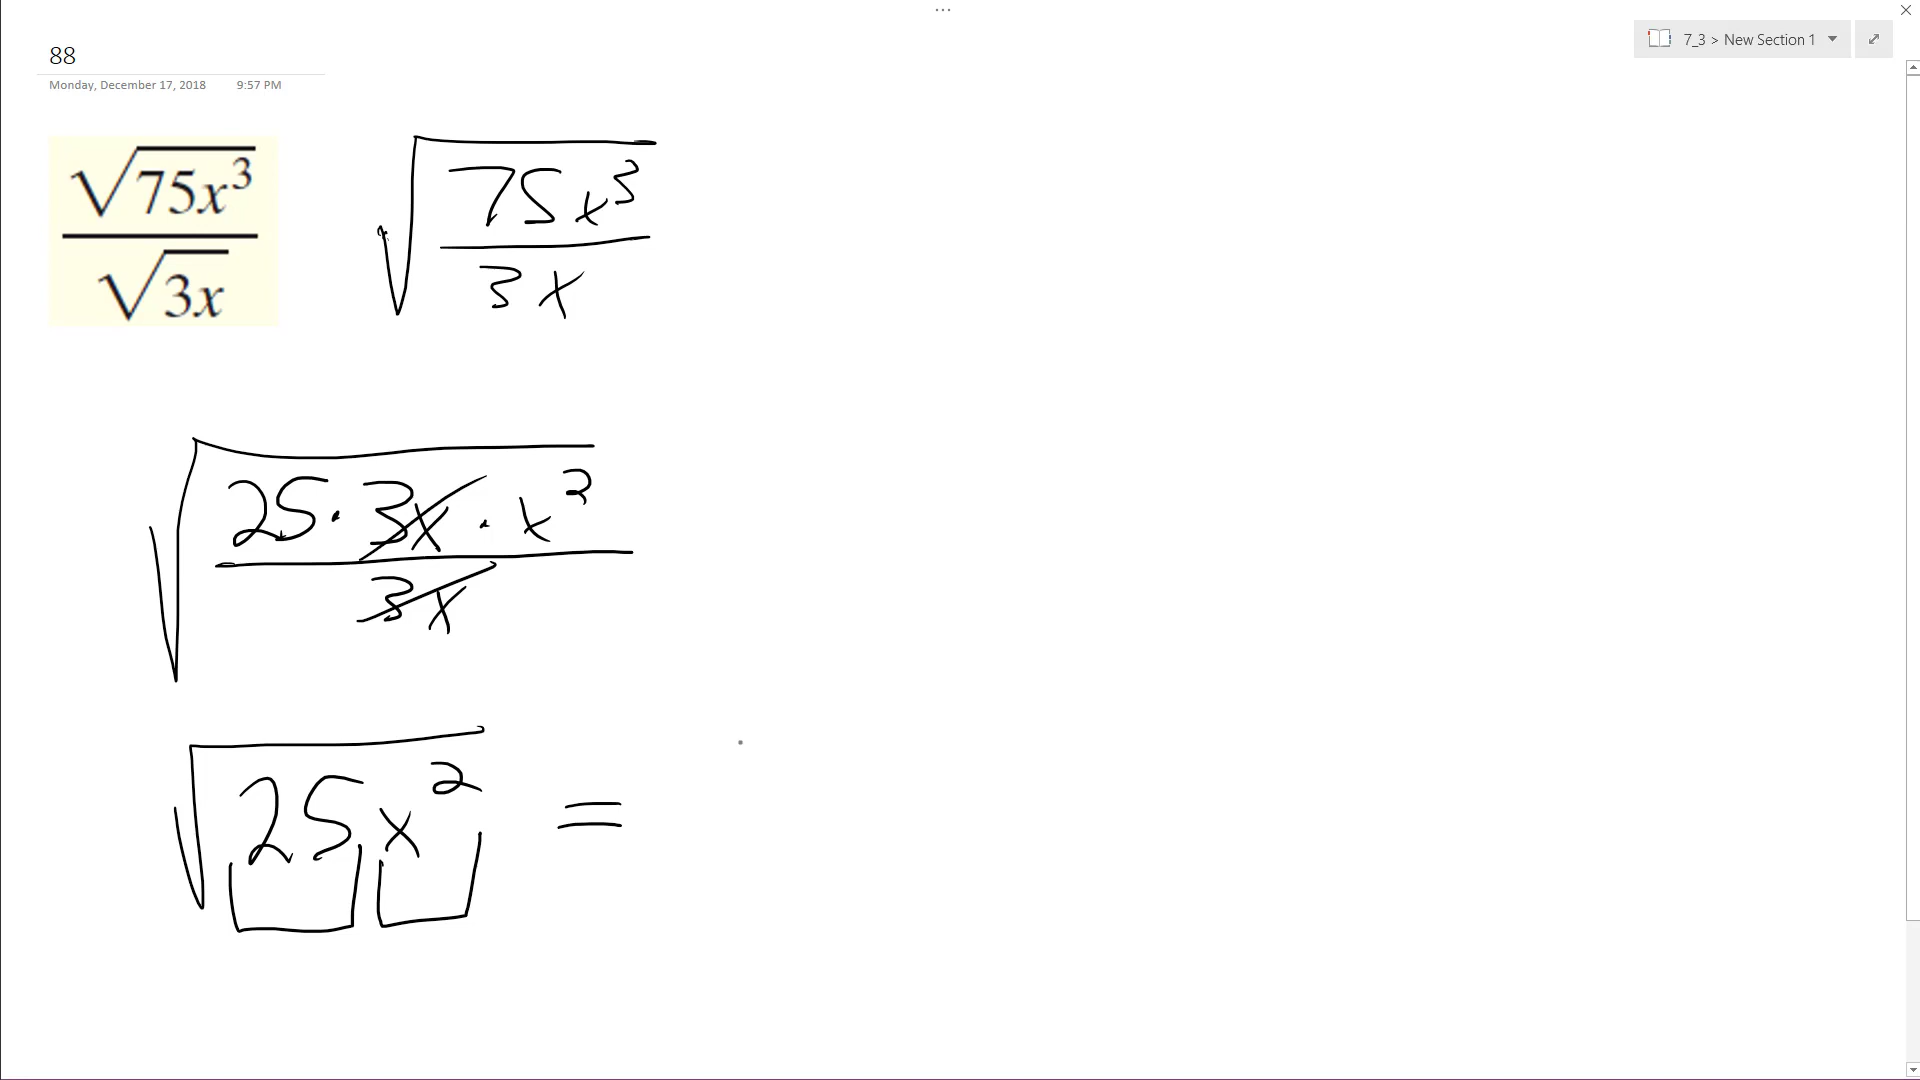 ...
7_3 > New Section 1
88
Monday, December 17, 2018 9:57 PM
√75x³
√3x
√75x³
3x
√25·3x·x²
3x
√25x² =